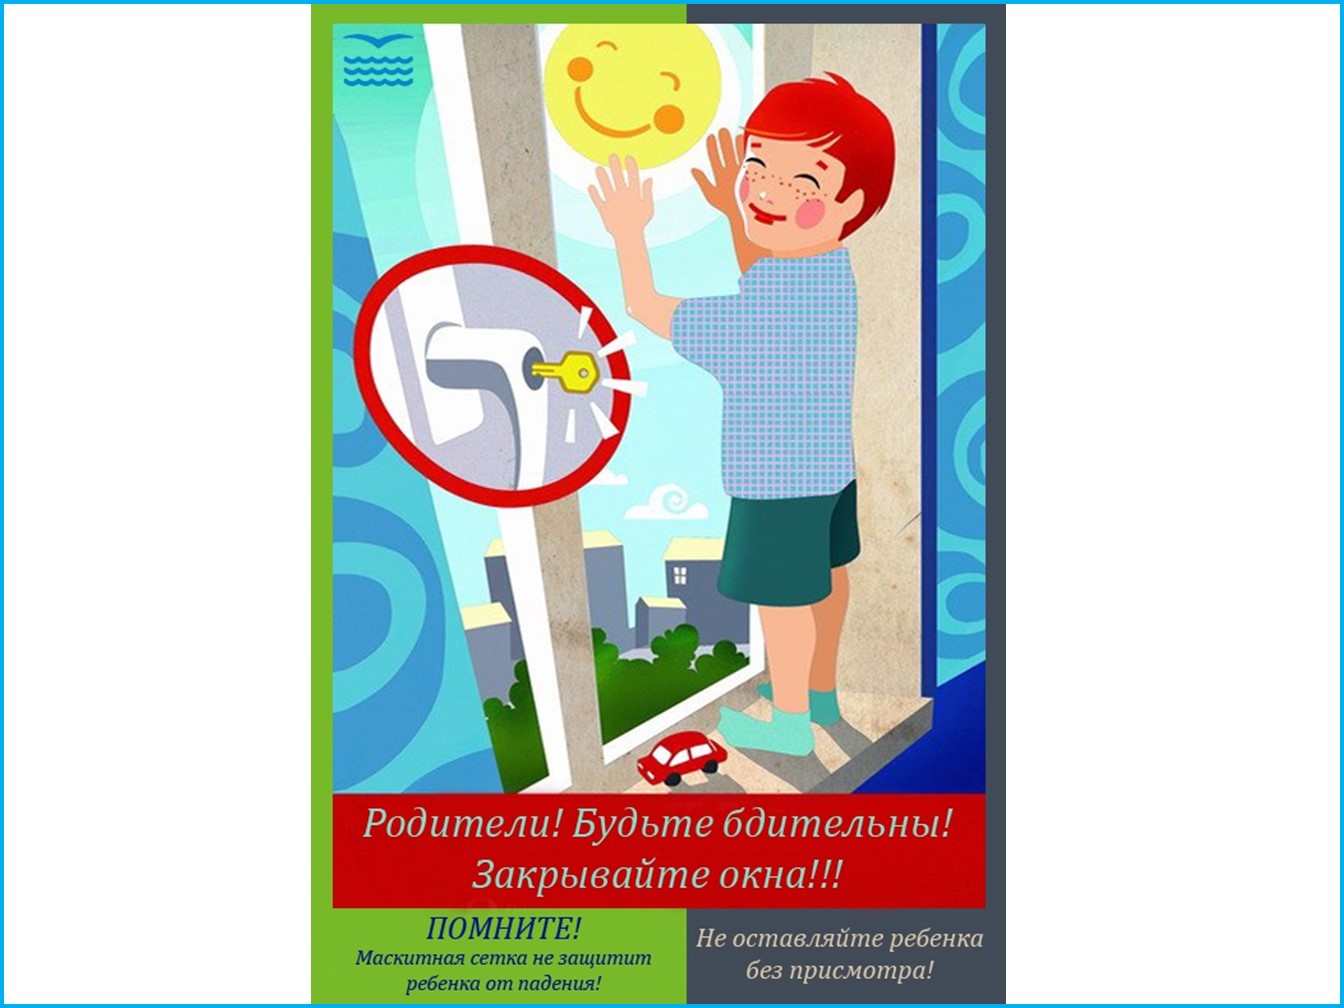 Родители! Будьте бдительны!
Закрывайте окна!!!
ПОМНИТЕ!
Маскитная сетка не защитит
ребенка от падения!
Не оставляйте ребенка
без присмотра!